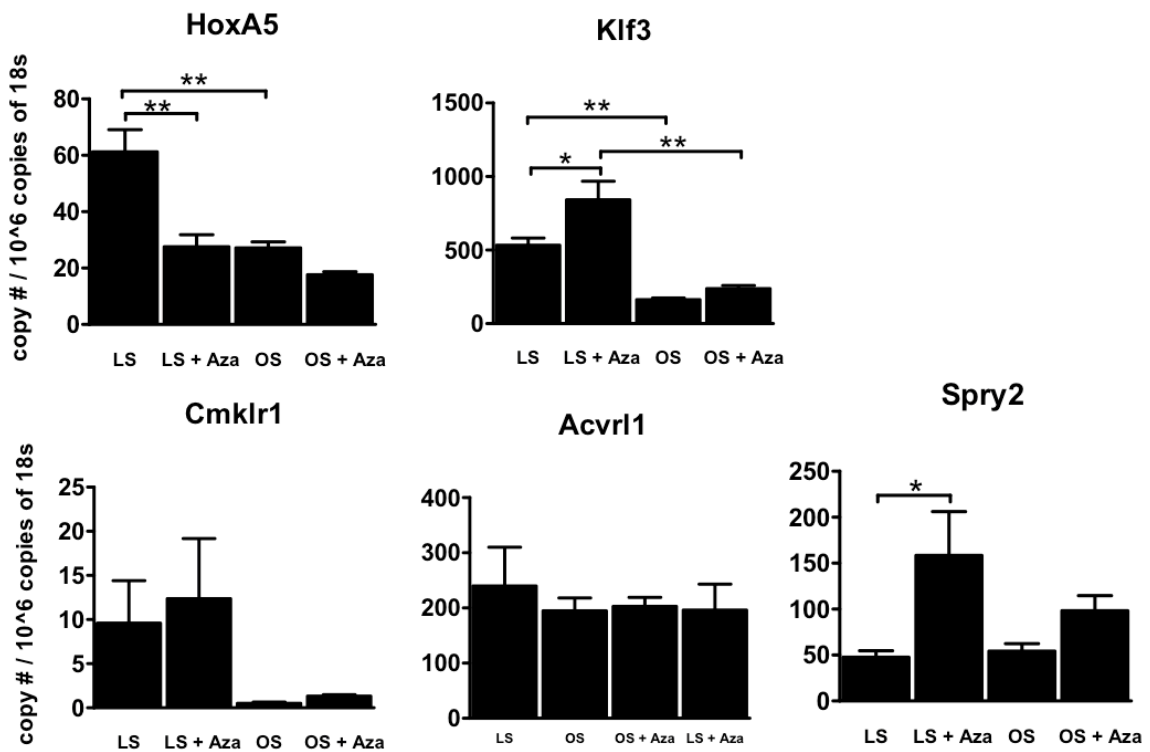 HoxA5
Klf3
copy # / 10^6 copies of 18s
80
60
40
20
0
**
**
LS LS + Aza OS OS + Aza
1500
1000
500
0
**
*
**
LS LS + Aza OS OS + Aza
Cmklr1
Acvrl1
Spry2
copy # / 10^6 copies of 18s
25
20
15
10
5
0
LS LS + Aza OS OS + Aza
400
300
200
100
0
LS OS OS + Aza LS + Aza
250
200
150
100
50
0
*
LS LS + Aza OS OS + Aza